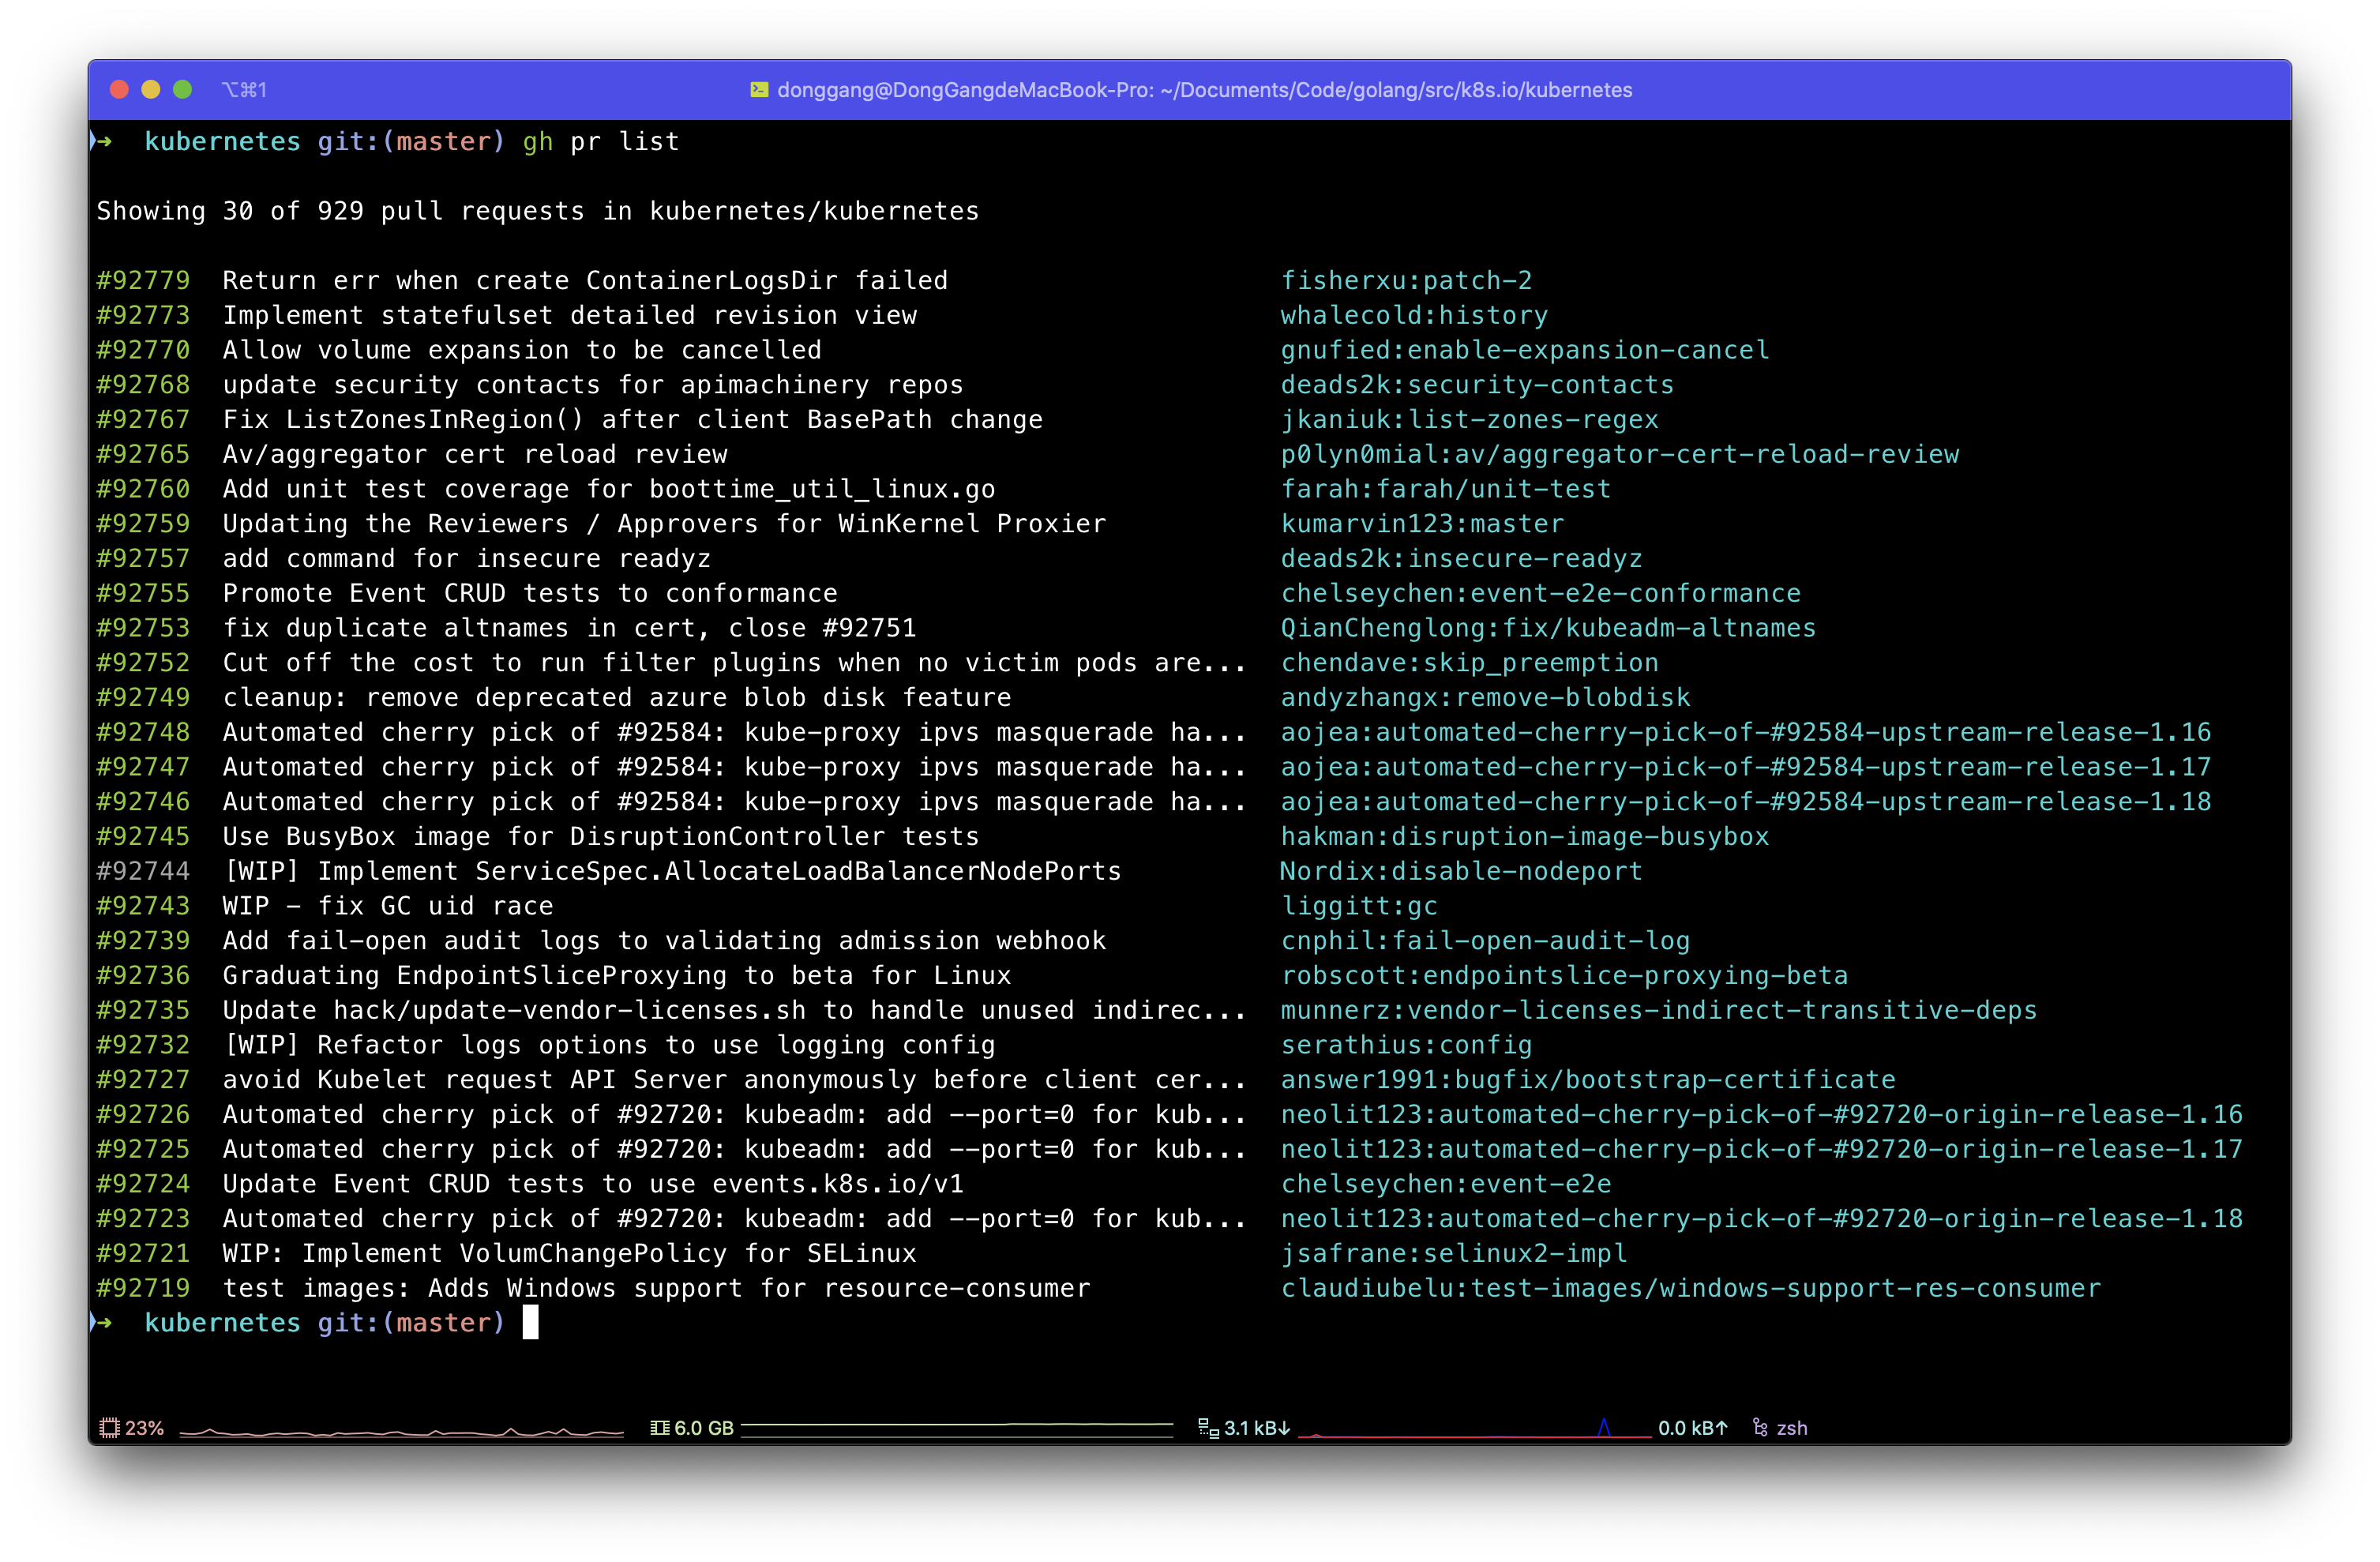 ⌥⌘1 donggang@DongGangdeMacBook-Pro: ~/Documents/Code/golang/src/k8s.io/kubernetes
➜  kubernetes git:(master) gh pr list
Showing 30 of 929 pull requests in kubernetes/kubernetes
#92779  Return err when create ContainerLogsDir failed  fisherxu:patch-2
#92773  Implement statefulset detailed revision view  whalecold:history
#92770  Allow volume expansion to be cancelled  gnufied:enable-expansion-cancel
#92768  update security contacts for apimachinery repos  deads2k:security-contacts
#92767  Fix ListZonesInRegion() after client BasePath change  jkaniuk:list-zones-regex
#92765  Av/aggregator cert reload review  p0lyn0mial:av/aggregator-cert-reload-review
#92760  Add unit test coverage for boottime_util_linux.go  farah:farah/unit-test
#92759  Updating the Reviewers / Approvers for WinKernel Proxier  kumarvin123:master
#92757  add command for insecure readyz  deads2k:insecure-readyz
#92755  Promote Event CRUD tests to conformance  chelseychen:event-e2e-conformance
#92753  fix duplicate altnames in cert, close #92751  QianChenglong:fix/kubeadm-altnames
#92752  Cut off the cost to run filter plugins when no victim pods are...  chendave:skip_preemption
#92749  cleanup: remove deprecated azure blob disk feature  andyzhangx:remove-blobdisk
#92748  Automated cherry pick of #92584: kube-proxy ipvs masquerade ha...  aojea:automated-cherry-pick-of-#92584-upstream-release-1.16
#92747  Automated cherry pick of #92584: kube-proxy ipvs masquerade ha...  aojea:automated-cherry-pick-of-#92584-upstream-release-1.17
#92746  Automated cherry pick of #92584: kube-proxy ipvs masquerade ha...  aojea:automated-cherry-pick-of-#92584-upstream-release-1.18
#92745  Use BusyBox image for DisruptionController tests  hakman:disruption-image-busybox
#92744  [WIP] Implement ServiceSpec.AllocateLoadBalancerNodePorts  Nordix:disable-nodeport
#92743  WIP - fix GC uid race  liggitt:gc
#92739  Add fail-open audit logs to validating admission webhook  cnphil:fail-open-audit-log
#92736  Graduating EndpointSliceProxying to beta for Linux  robscott:endpointslice-proxying-beta
#92735  Update hack/update-vendor-licenses.sh to handle unused indirec...  munnerz:vendor-licenses-indirect-transitive-deps
#92732  [WIP] Refactor logs options to use logging config  serathius:config
#92727  avoid Kubelet request API Server anonymously before client cer...  answer1991:bugfix/bootstrap-certificate
#92726  Automated cherry pick of #92720: kubeadm: add --port=0 for kub...  neolit123:automated-cherry-pick-of-#92720-origin-release-1.16
#92725  Automated cherry pick of #92720: kubeadm: add --port=0 for kub...  neolit123:automated-cherry-pick-of-#92720-origin-release-1.17
#92724  Update Event CRUD tests to use events.k8s.io/v1  chelseychen:event-e2e
#92723  Automated cherry pick of #92720: kubeadm: add --port=0 for kub...  neolit123:automated-cherry-pick-of-#92720-origin-release-1.18
#92721  WIP: Implement VolumChangePolicy for SELinux  jsafrane:selinux2-impl
#92719  test images: Adds Windows support for resource-consumer  claudiubelu:test-images/windows-support-res-consumer
➜  kubernetes git:(master)
23% 6.0 GB 3.1 kB↓ 0.0 kB↑ zsh